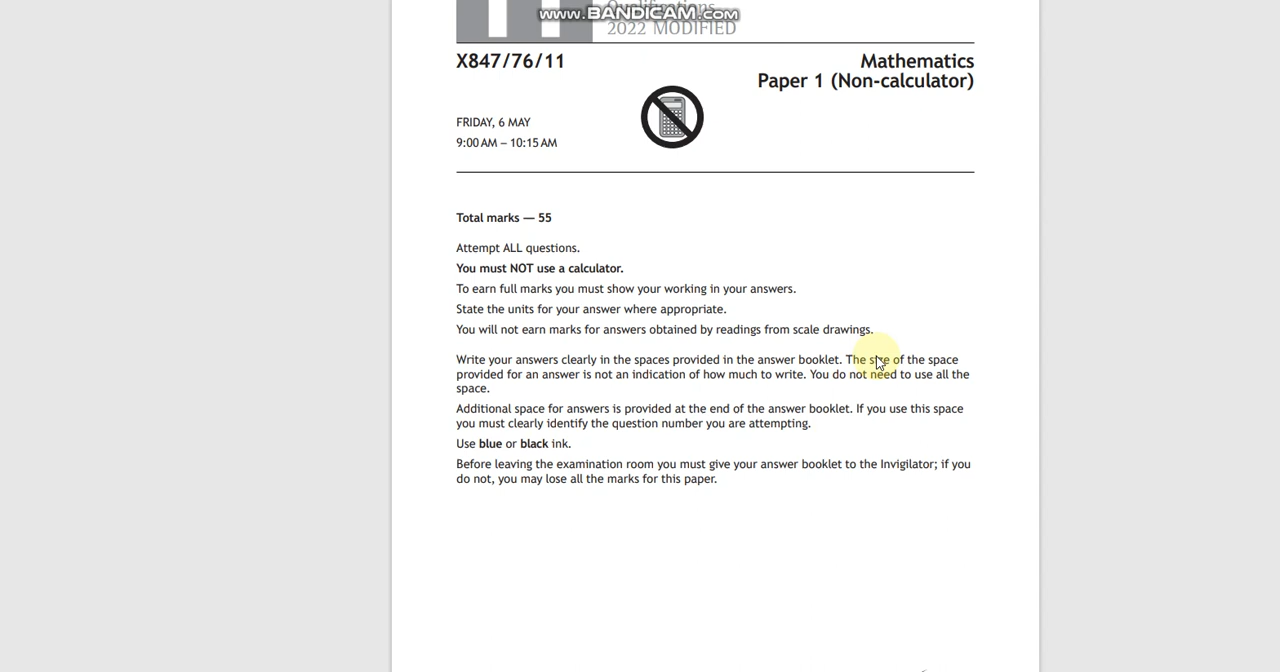 www.BANDICAM.com
Qualifications
2022 MODIFIED
X847/76/11
Mathematics
Paper 1 (Non-calculator)
FRIDAY, 6 MAY
9:00 AM – 10:15 AM
Total marks — 55
Attempt ALL questions.
You must NOT use a calculator.
To earn full marks you must show your working in your answers.
State the units for your answer where appropriate.
You will not earn marks for answers obtained by readings from scale drawings.
Write your answers clearly in the spaces provided in the answer booklet. The size of the space
provided for an answer is not an indication of how much to write. You do not need to use all the
space.
Additional space for answers is provided at the end of the answer booklet. If you use this space
you must clearly identify the question number you are attempting.
Use blue or black ink.
Before leaving the examination room you must give your answer booklet to the Invigilator; if you
do not, you may lose all the marks for this paper.